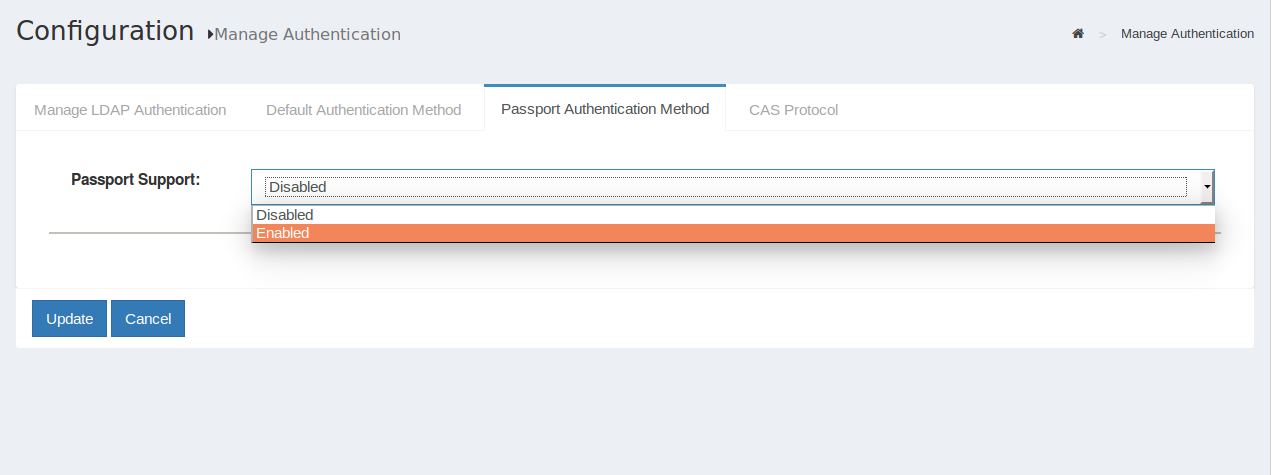 Configuration Manage Authentication
> Manage Authentication
Manage LDAP Authentication
Default Authentication Method
Passport Authentication Method
CAS Protocol
Passport Support:
Disabled
Disabled
Enabled
Update
Cancel